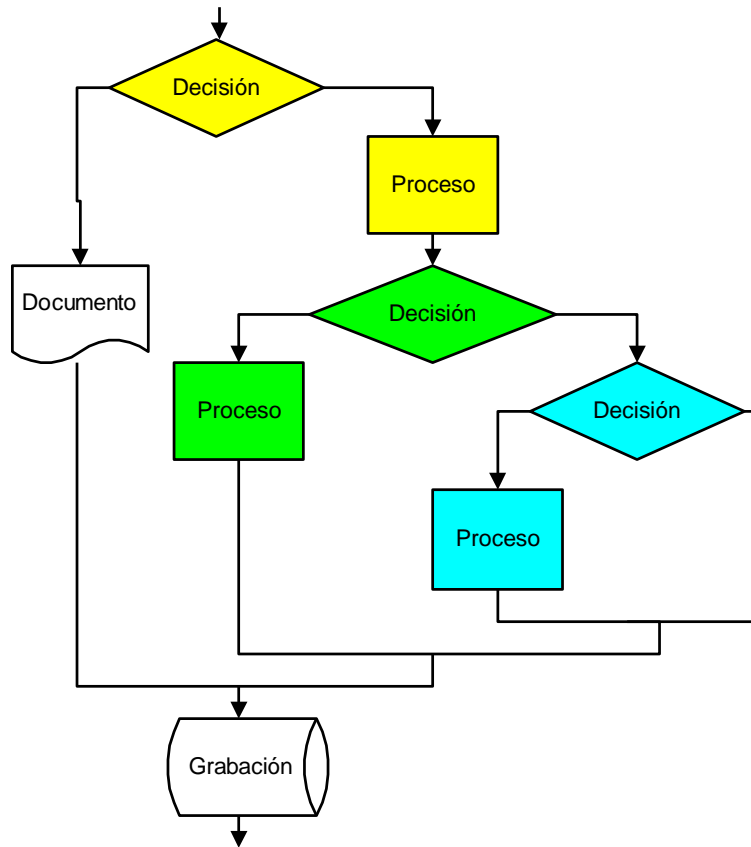 Decisión
Proceso
Documento
Decisión
Proceso
Decisión
Proceso
Grabación